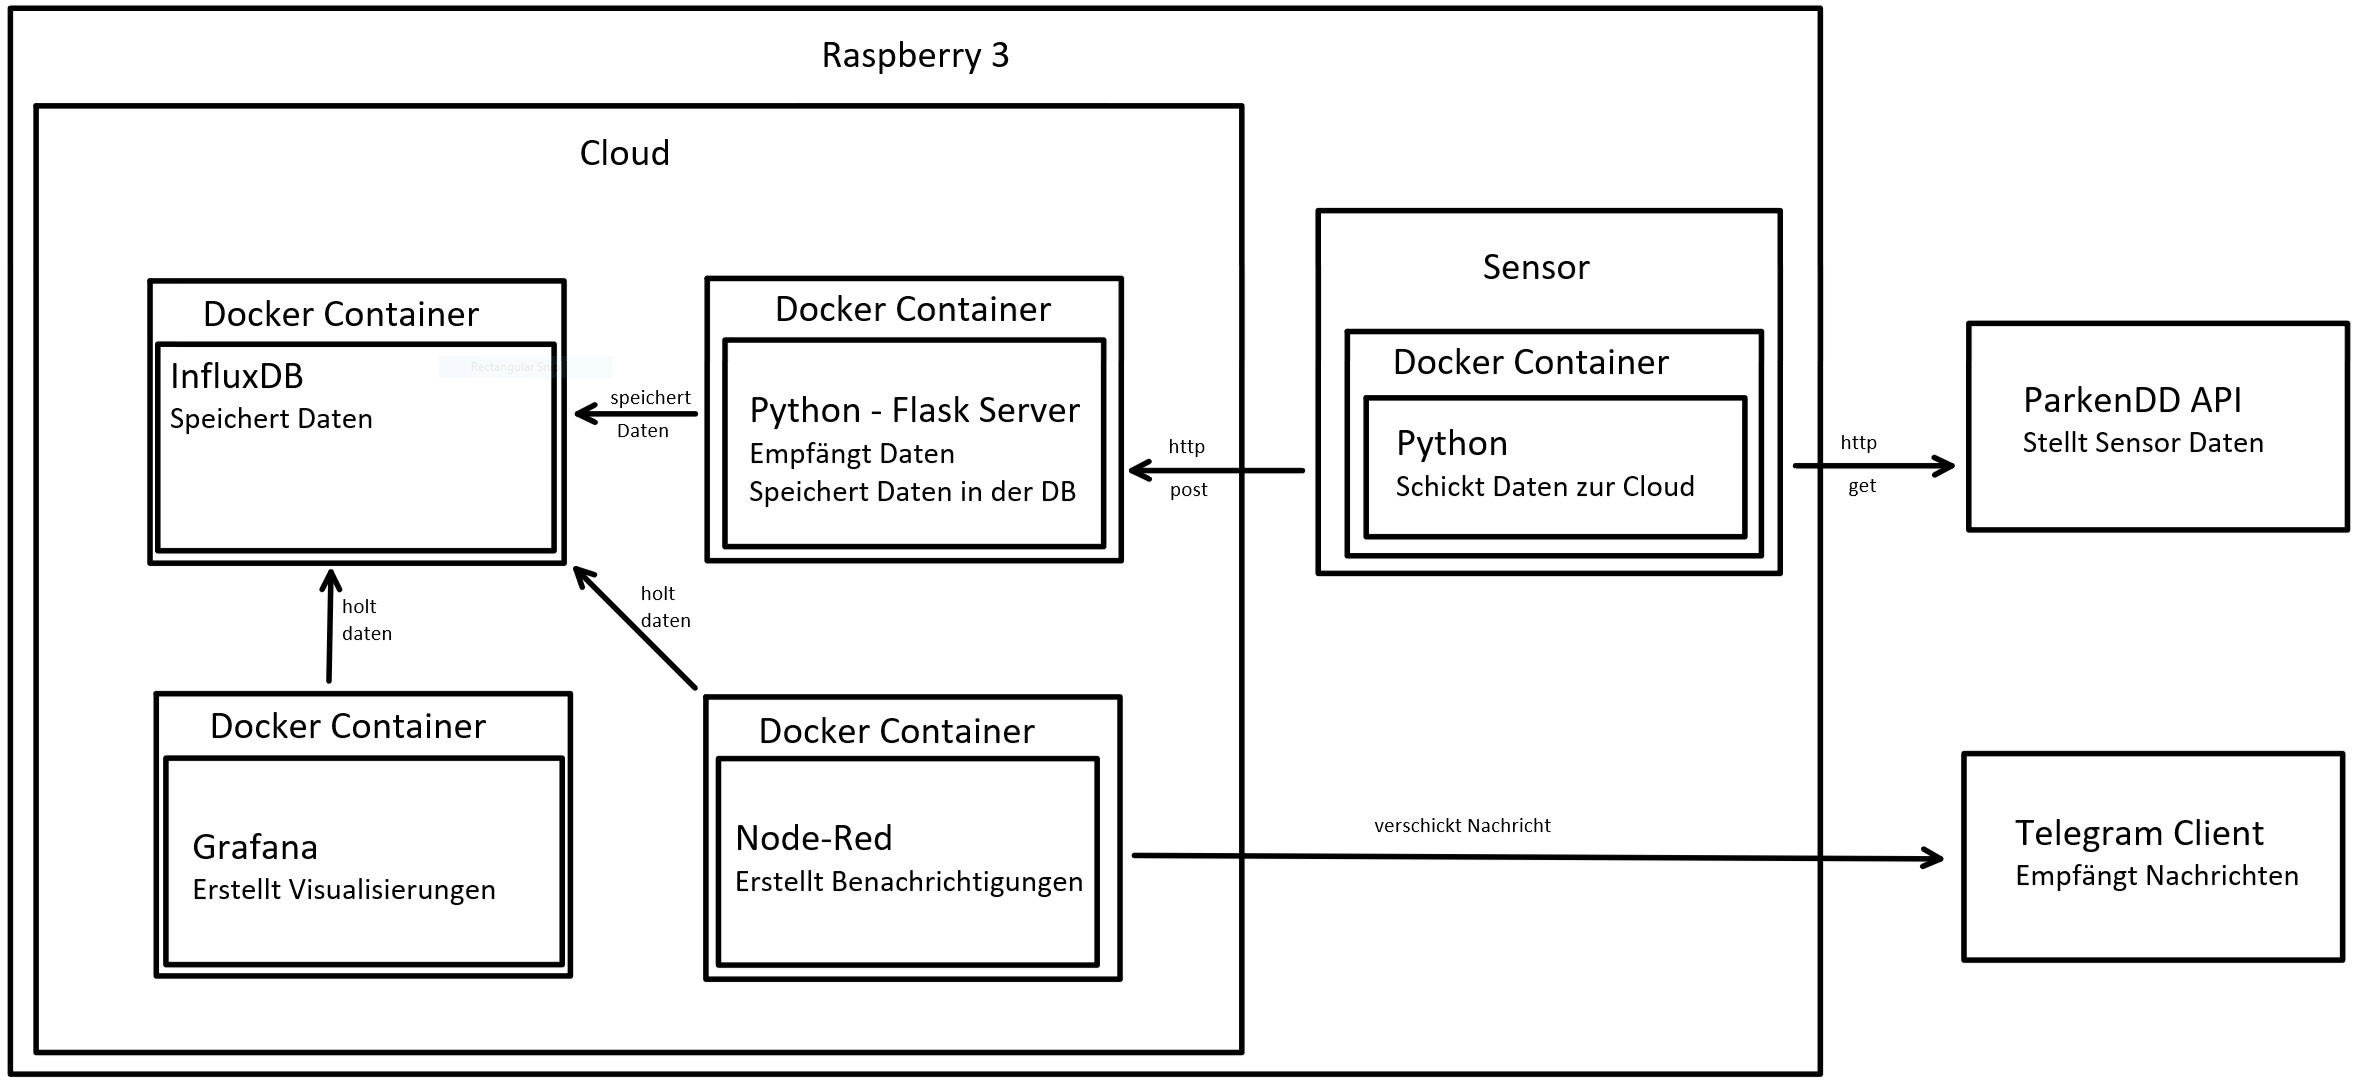 Raspberry 3
Cloud
Docker Container
InfluxDB
Speichert Daten
speichert
Daten
Docker Container
Python - Flask Server
Empfängt Daten
Speichert Daten in der DB
http
post
Sensor
Docker Container
Python
Schickt Daten zur Cloud
http
get
ParkenDD API
Stellt Sensor Daten
holt
daten
holt
daten
Docker Container
Grafana
Erstellt Visualisierungen
Docker Container
Node-Red
Erstellt Benachrichtigungen
verschickt Nachricht
Telegram Client
Empfängt Nachrichten